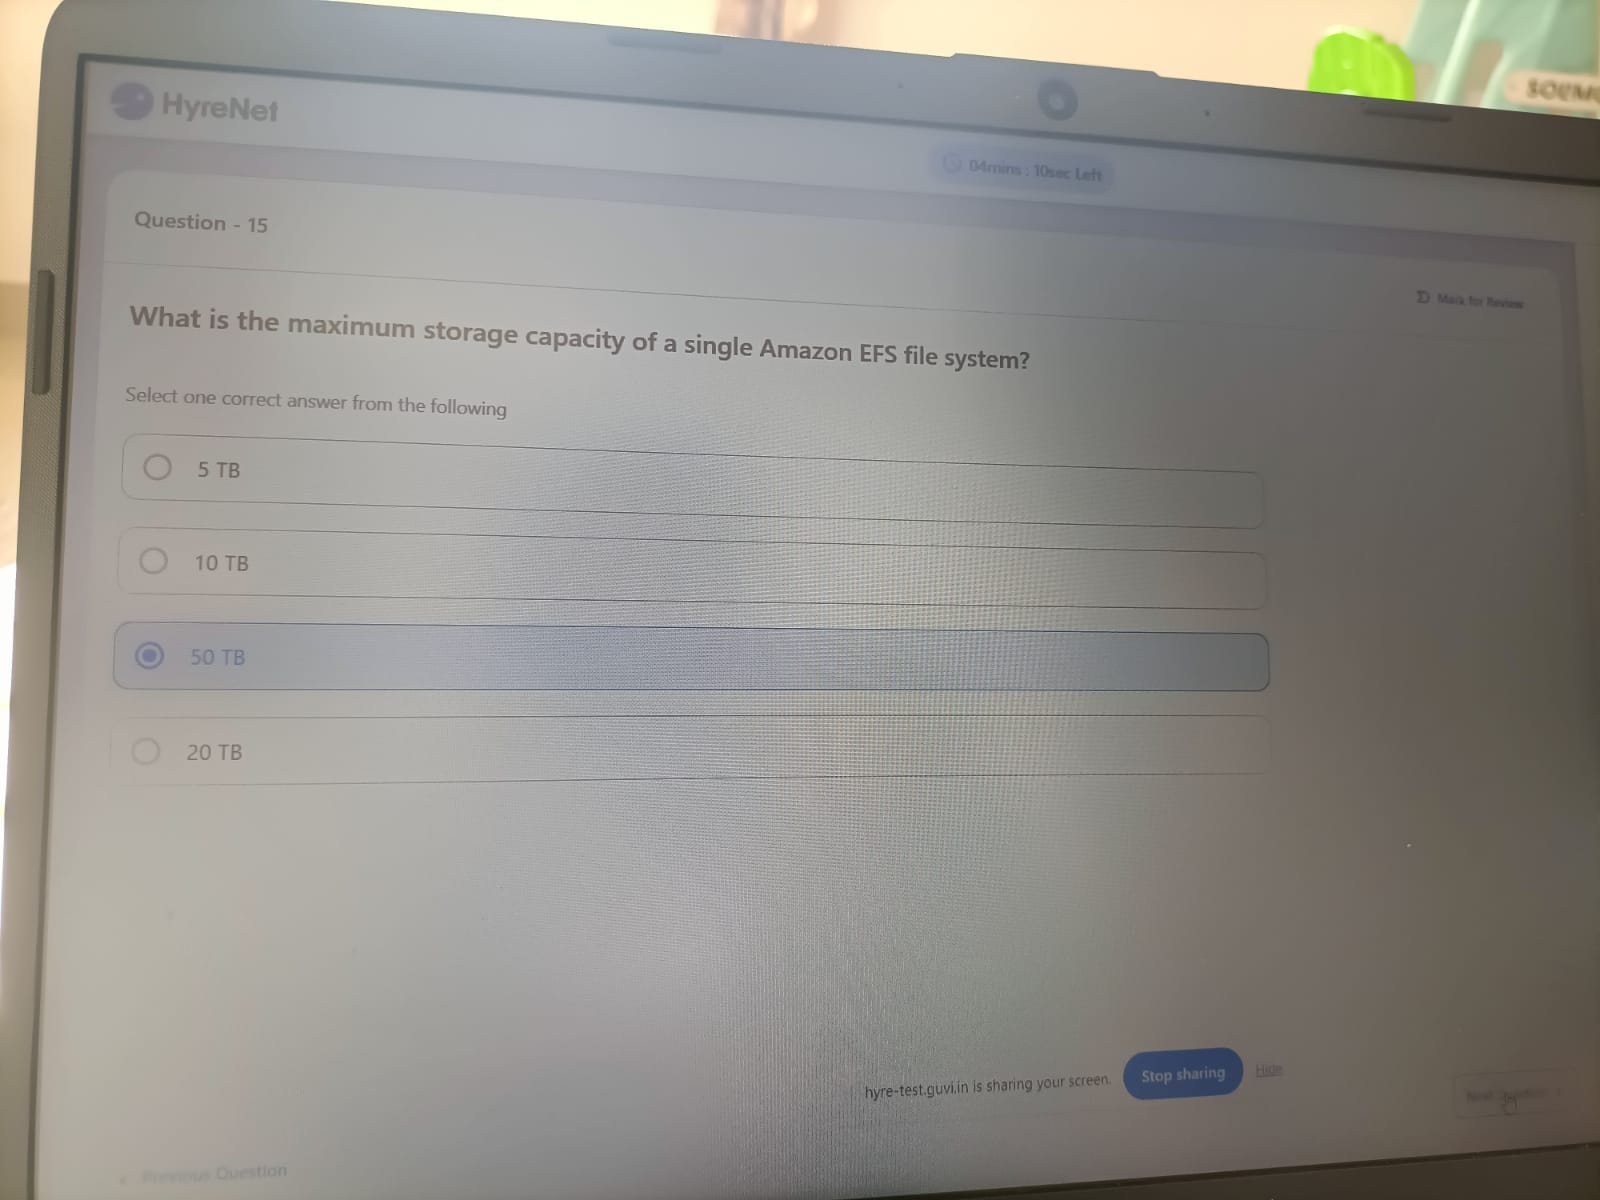 HyreNet
04mins : 10sec Left
Question - 15
Mark for Review
What is the maximum storage capacity of a single Amazon EFS file system?
Select one correct answer from the following
5 TB
10 TB
50 TB
20 TB
hyre-test.guvi.in is sharing your screen.
Stop sharing
Hide
Next
Previous Question